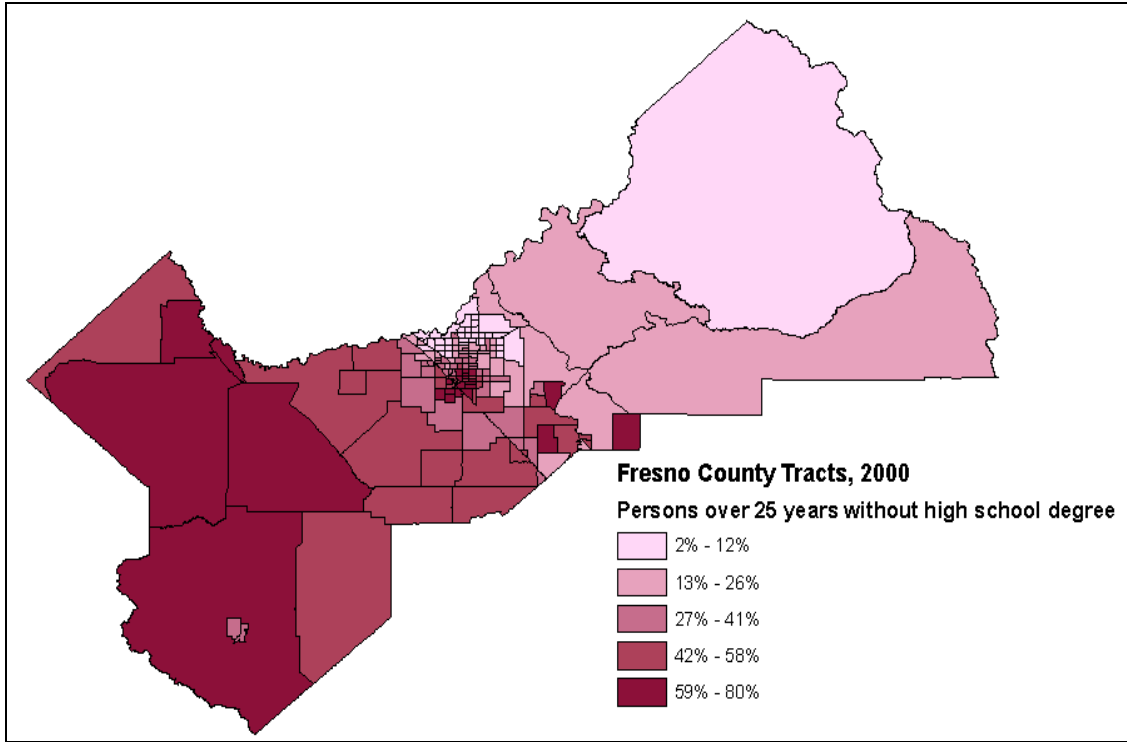 Fresno County Tracts, 2000
Persons over 25 years without high school degree
2% - 12%
13% - 26%
27% - 41%
42% - 58%
59% - 80%